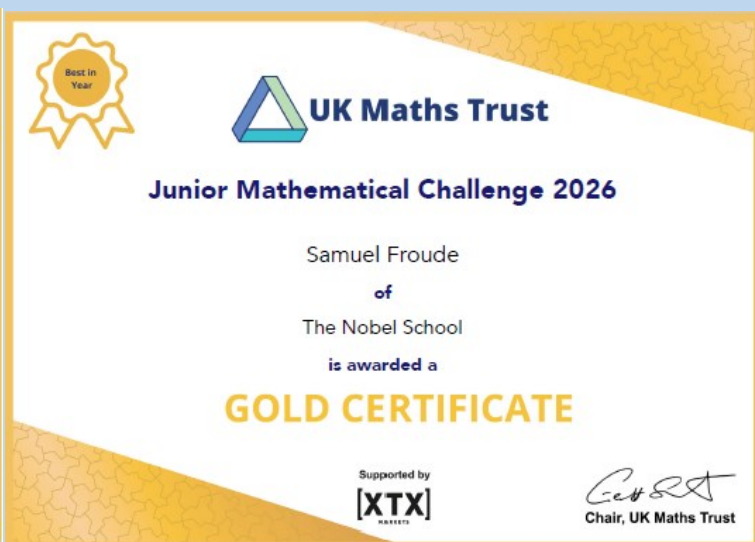 Best in
Year
UK Maths Trust
Junior Mathematical Challenge 2026
Samuel Froude
of
The Nobel School
is awarded a
GOLD CERTIFICATE
Supported by
[XTX]
MARKETS
Chair, UK Maths Trust